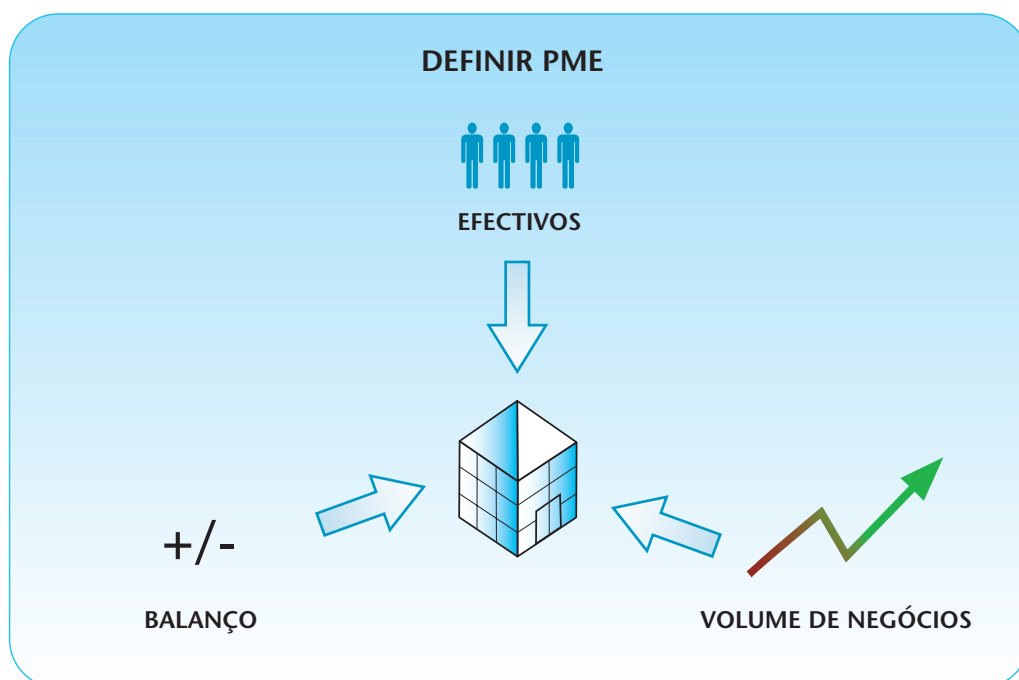 DEFINIR PME
EFECTIVOS
+/-
BALANÇO
VOLUME DE NEGÓCIOS